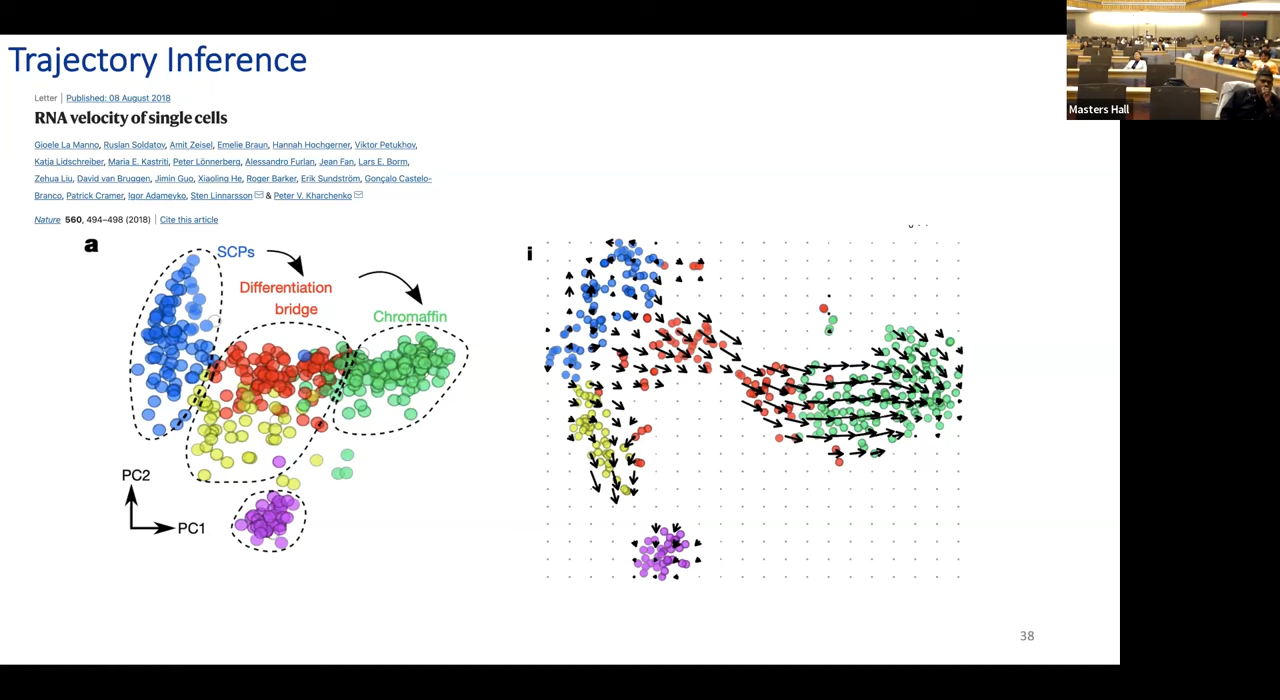 Trajectory Inference
Letter | Published: 08 August 2018
RNA velocity of single cells
Gioele La Manno, Ruslan Soldatov, Amit Zeisel, Emelie Braun, Hannah Hochgerner, Viktor Petukhov,
Katja Lidschreiber, Maria E. Kastriti, Peter Lönnerberg, Alessandro Furlan, Jean Fan, Lars E. Borm,
Zehua Liu, David van Bruggen, Jimin Guo, Xiaoling He, Roger Barker, Erik Sundström, Gonçalo Castelo-
Branco, Patrick Cramer, Igor Adameyko, Sten Linnarsson & Peter V. Kharchenko
Nature 560, 494–498 (2018) | Cite this article
a
SCPs
Differentiation
bridge
Chromaffin
PC2
PC1
i
38
Masters Hall